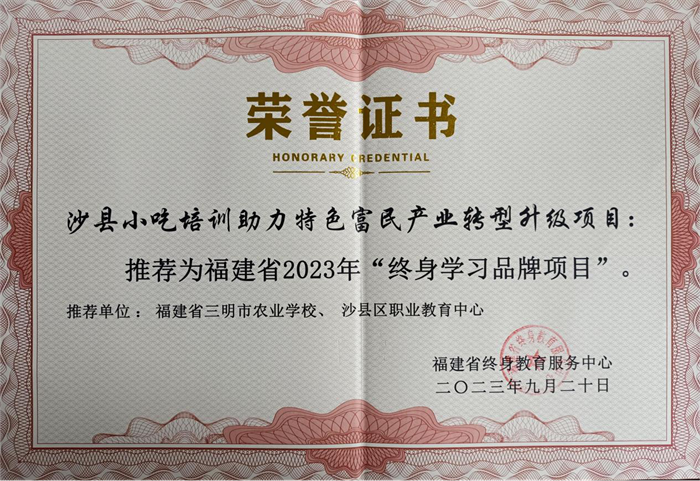 荣誉证书
HONORARY CREDENTIAL
沙县小吃培训助力特色富民产业转型升级项目：
推荐为福建省2023年“终身学习品牌项目”。
推荐单位：福建省三明市农业学校、沙县区职业教育中心
福建省终身教育服务中心
二〇二三年九月二十日